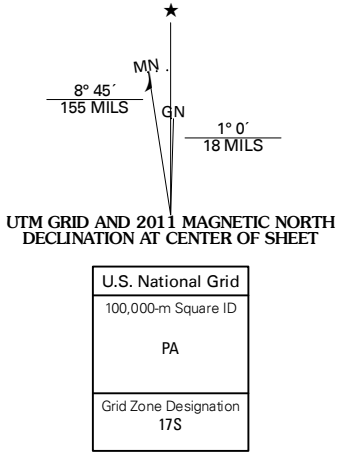 ★
MN
8° 45´
155 MILS
GN
1° 0´
18 MILS
UTM GRID AND 2011 MAGNETIC NORTH
DECLINATION AT CENTER OF SHEET
U.S. National Grid
100,000-m Square ID
PA
Grid Zone Designation
17S